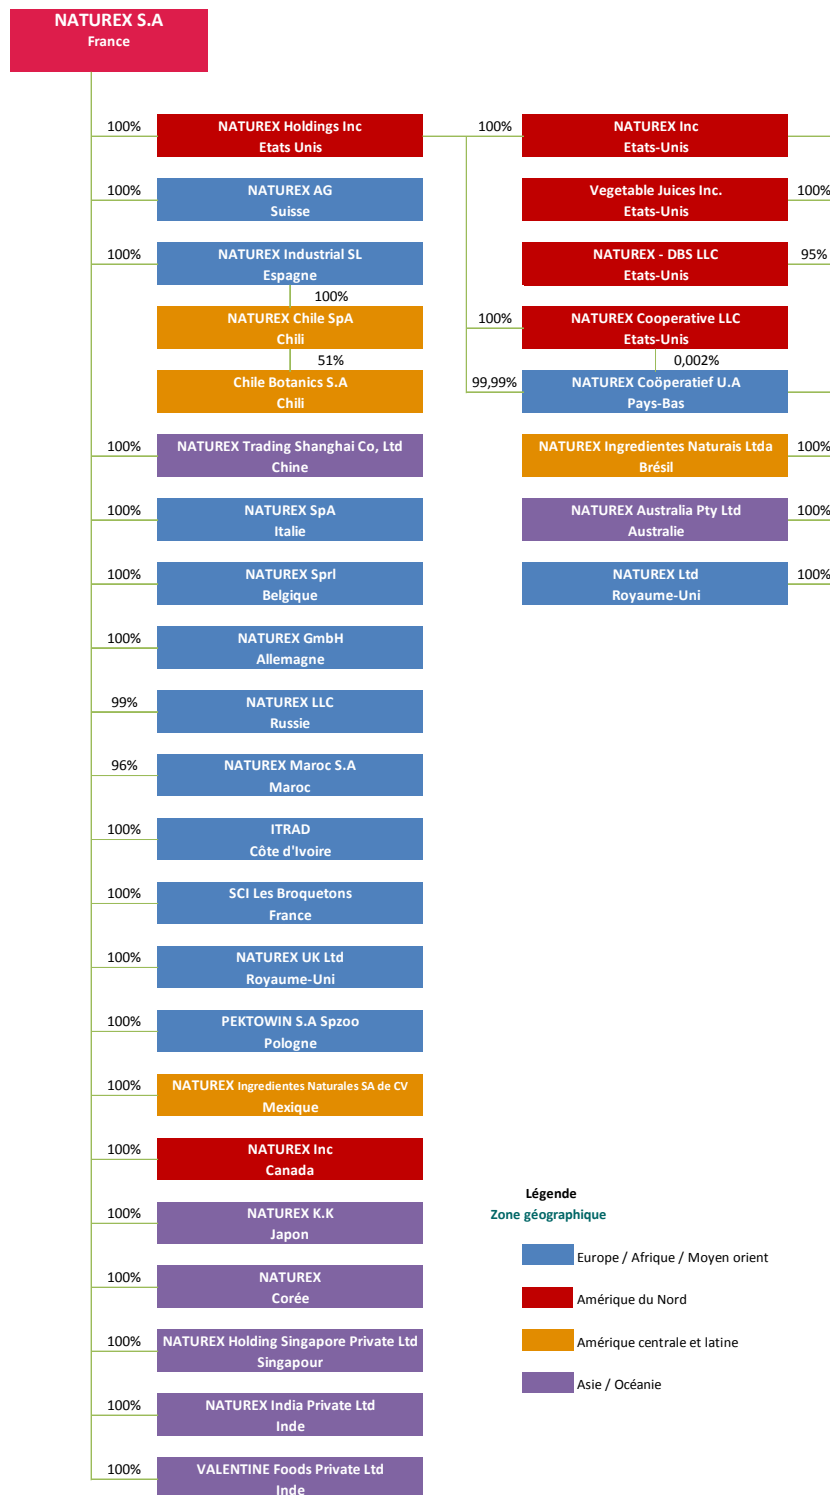 NATUREX S.A
France
100%
NATUREX Holdings Inc
Etats Unis
100%
NATUREX Inc
Etats-Unis
100%
NATUREX AG
Suisse
Vegetable Juices Inc.
Etats-Unis
100%
100%
NATUREX Industrial SL
Espagne
NATUREX - DBS LLC
Etats-Unis
95%
100%
NATUREX Chile SpA
Chili
100%
NATUREX Cooperative LLC
Etats-Unis
51%
Chile Botanics S.A
Chili
0,002%
99,99%
NATUREX Coöperatief U.A
Pays-Bas
100%
NATUREX Trading Shanghai Co, Ltd
Chine
NATUREX Ingredientes Naturais Ltda
Brésil
100%
100%
NATUREX SpA
Italie
NATUREX Australia Pty Ltd
Australie
100%
100%
NATUREX Sprl
Belgique
NATUREX Ltd
Royaume-Uni
100%
100%
NATUREX GmbH
Allemagne
99%
NATUREX LLC
Russie
96%
NATUREX Maroc S.A
Maroc
100%
ITRAD
Côte d'Ivoire
100%
SCI Les Broquetons
France
100%
NATUREX UK Ltd
Royaume-Uni
100%
PEKTOWIN S.A Spzoo
Pologne
100%
NATUREX Ingredientes Naturales SA de CV
Mexique
100%
NATUREX Inc
Canada
100%
NATUREX K.K
Japon
100%
NATUREX
Corée
100%
NATUREX Holding Singapore Private Ltd
Singapour
100%
NATUREX India Private Ltd
Inde
100%
VALENTINE Foods Private Ltd
Inde
Légende
Zone géographique
Europe / Afrique / Moyen orient
Amérique du Nord
Amérique centrale et latine
Asie / Océanie